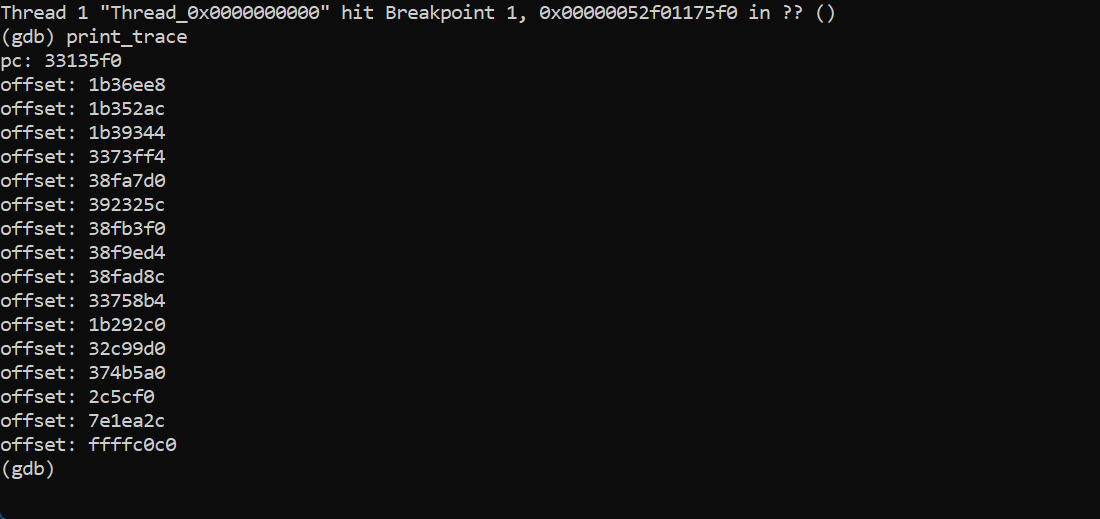 Thread 1 "Thread_0x0000000000" hit Breakpoint 1, 0x00000052f01175f0 in ?? ()
(gdb) print_trace
pc: 33135f0
offset: 1b36ee8
offset: 1b352ac
offset: 1b39344
offset: 3373ff4
offset: 38fa7d0
offset: 392325c
offset: 38fb3f0
offset: 38f9ed4
offset: 38fad8c
offset: 33758b4
offset: 1b292c0
offset: 32c99d0
offset: 374b5a0
offset: 2c5cf0
offset: 7e1ea2c
offset: ffffc0c0
(gdb)